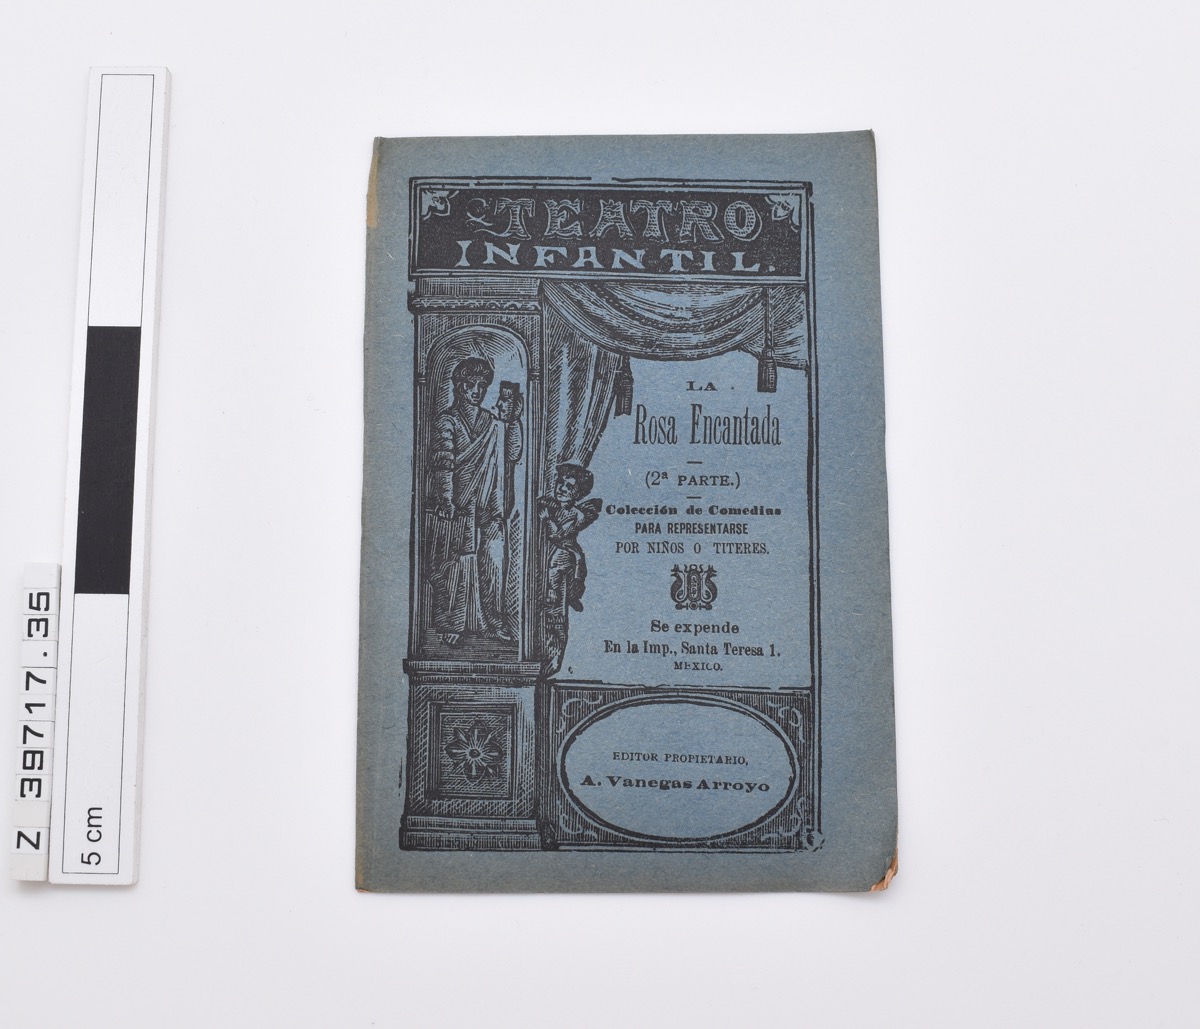 TEATRO
INFANTIL.
LA
Rosa Encantada
(2ª PARTE.)
Colección de Comedias
PARA REPRESENTARSE
POR NIÑOS O TITERES.
Se expende
En la Imp., Santa Teresa 1.
MEXICO.
EDITOR PROPIETARIO,
A. Vanegas Arroyo
5 cm
Z 39717.35